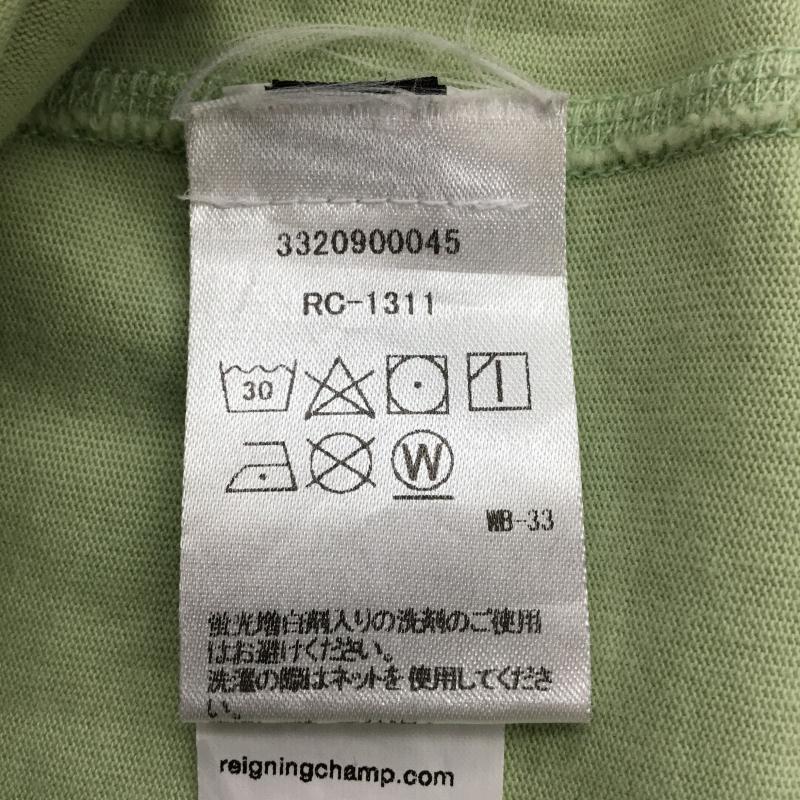 3320900045
RC-1311
30
W
WB-33
蛍光増白剤入りの洗剤のご使用
はお避けください。
洗濯の際はネットを使用してくださ
い。
reigningchamp.com